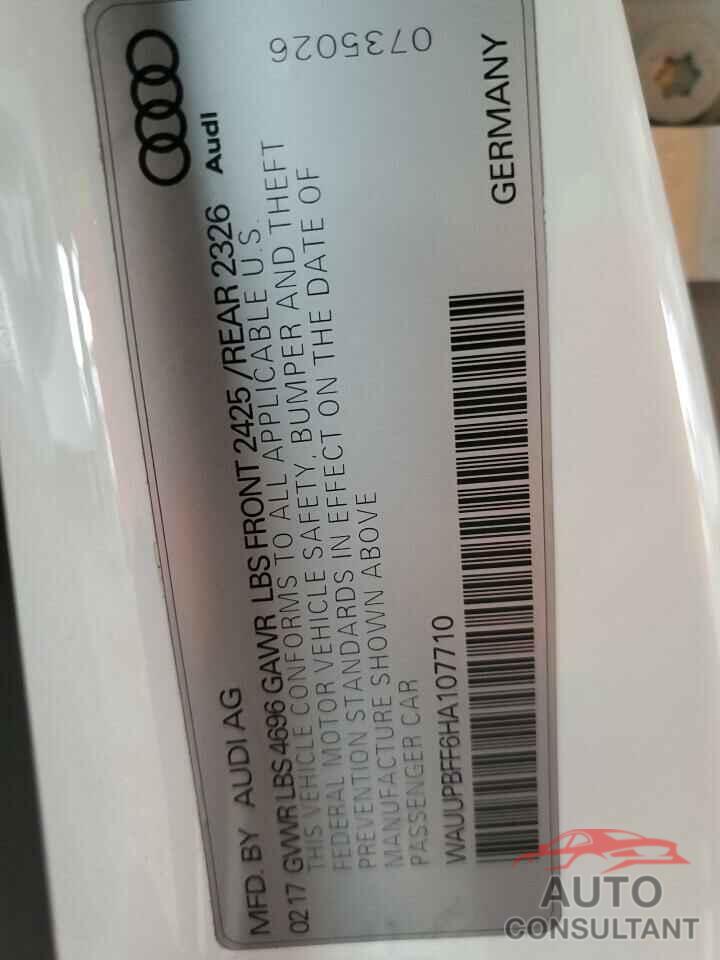 MFD. BY AUDI AG
Audi
0217 GVWR LBS 4696 GAWR LBS FRONT 2425 /REAR 2326
THIS VEHICLE CONFORMS TO ALL APPLICABLE U.S.
FEDERAL MOTOR VEHICLE SAFETY, BUMPER AND THEFT
PREVENTION STANDARDS IN EFFECT ON THE DATE OF
MANUFACTURE SHOWN ABOVE
PASSENGER CAR
0735026
WAUUPBFF6HA107710
GERMANY
AUTO
CONSULTANT